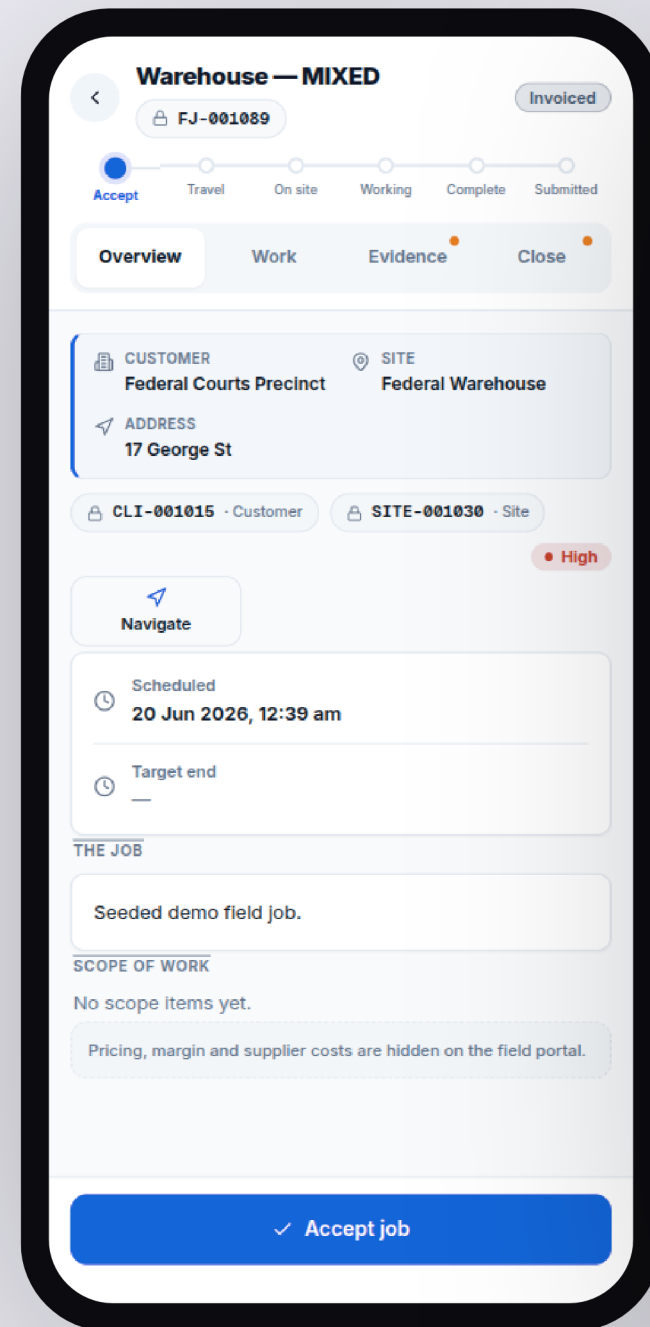 Warehouse — MIXED
FJ-001089
Invoiced
Accept
Travel
On site
Working
Complete
Submitted
Overview
Work
Evidence
Close
CUSTOMER
Federal Courts Precinct
SITE
Federal Warehouse
ADDRESS
17 George St
CLI-001015 · Customer
SITE-001030 · Site
High
Navigate
Scheduled
20 Jun 2026, 12:39 am
Target end
—
THE JOB
Seeded demo field job.
SCOPE OF WORK
No scope items yet.
Pricing, margin and supplier costs are hidden on the field portal.
Accept job